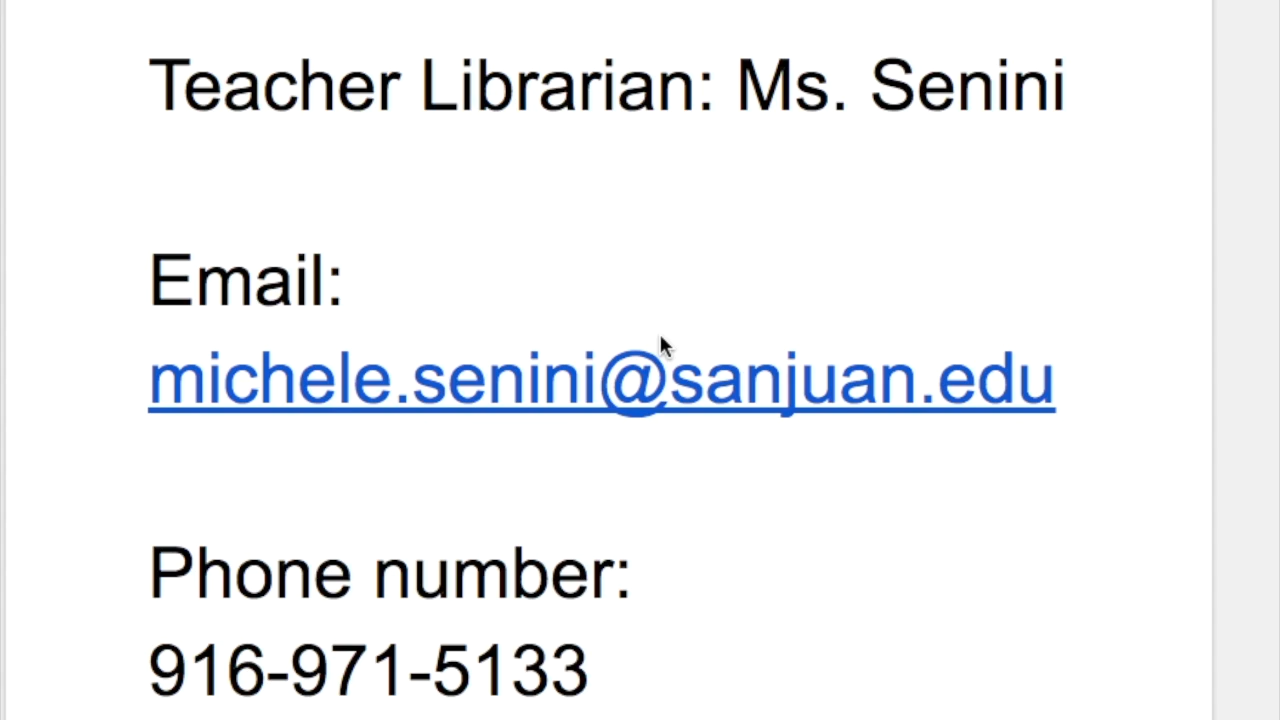 Teacher Librarian: Ms. Senini
Email:
michele.senini@sanjuan.edu
Phone number:
916-971-5133